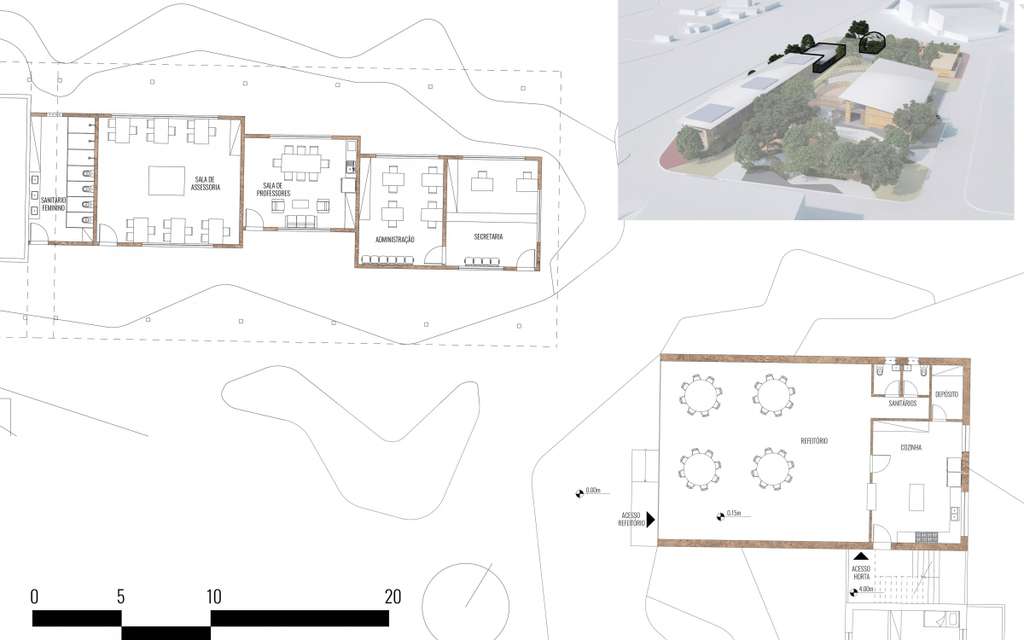 SANITÁRIO
FEMININO
SALA DE
ASSESSORIA
SALA DE
PROFESSORES
ADMINISTRAÇÃO
SECRETARIA
SANITÁRIOS
DEPÓSITO
REFEITÓRIO
COZINHA
0.00m
0.15m
ACESSO
REFEITÓRIO
ACESSO
HORTA
4.00m
0 5 10 20